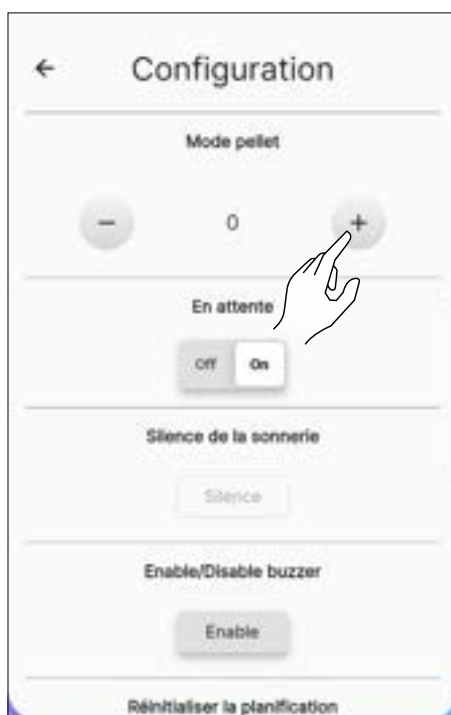 ← Configuration
Mode pellet
− 0 +
En attente
Off On
Silence de la sonnerie
Silence
Enable/Disable buzzer
Enable
Réinitialiser la planification